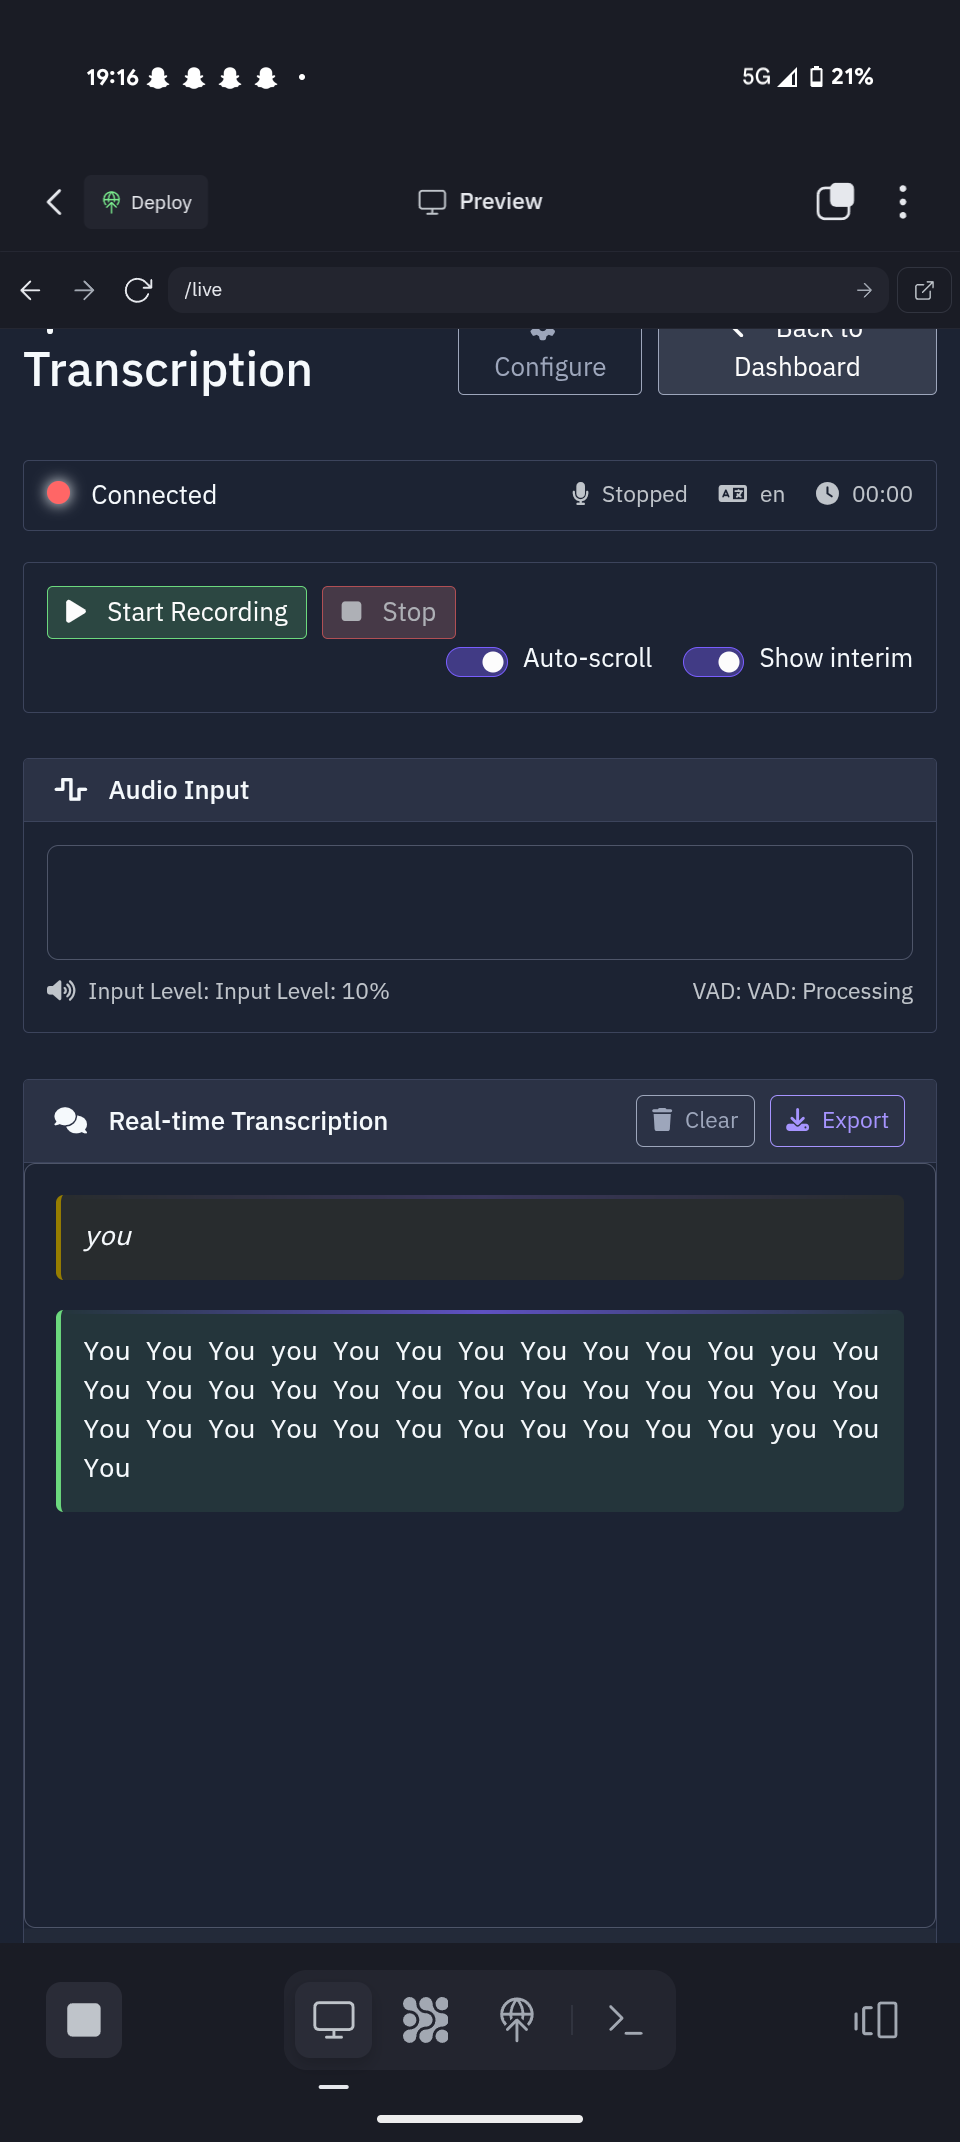 19:16
5G 21%
Deploy
Preview
/live
Transcription
Configure
Back to
Dashboard
Connected
Stopped
en
00:00
Start Recording
Stop
Auto-scroll
Show interim
Audio Input
Input Level: Input Level: 10%
VAD: VAD: Processing
Real-time Transcription
Clear
Export
you
You You You you You You You You You You You you You
You You You You You You You You You You You You You
You You You You You You You You You You You you You
You